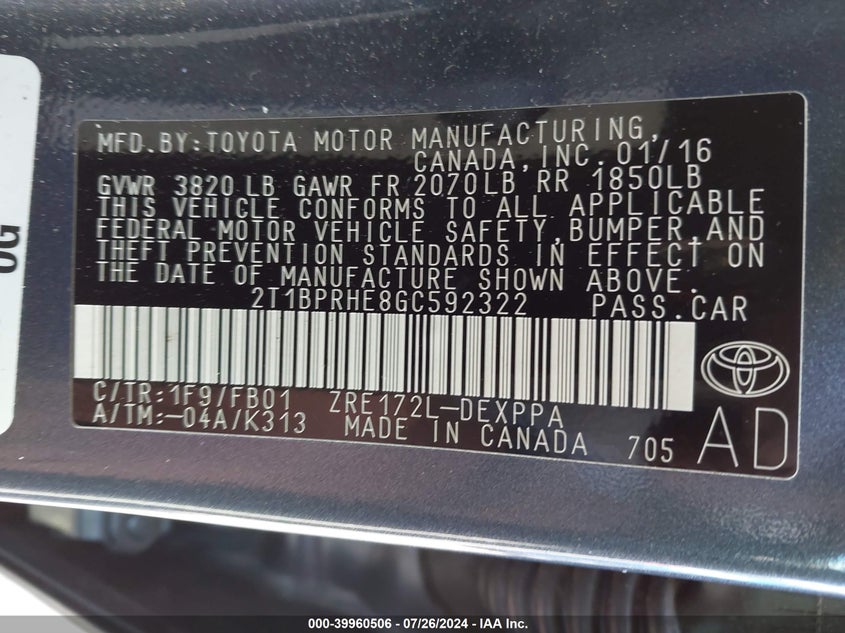 OG
MFD.BY:TOYOTA MOTOR MANUFACTURING,
CANADA,INC.01/16
GVWR 3820 LB GAWR FR 2070LB RR 1850LB
THIS VEHICLE CONFORMS TO ALL APPLICABLE
FEDERAL MOTOR VEHICLE SAFETY,BUMPER,AND
THEFT PREVENTION STANDARDS IN EFFECT ON
THE DATE OF MANUFACTURE SHOWN ABOVE.
2T1BPRHE8GC592322 PASS.CAR
C/TR:1F9/FB01 ZRE172L-DEXPPA
A/TM:-04A/K313 MADE IN CANADA 705 AD
000-39960506 / 07/26/2024 - IAA Inc.